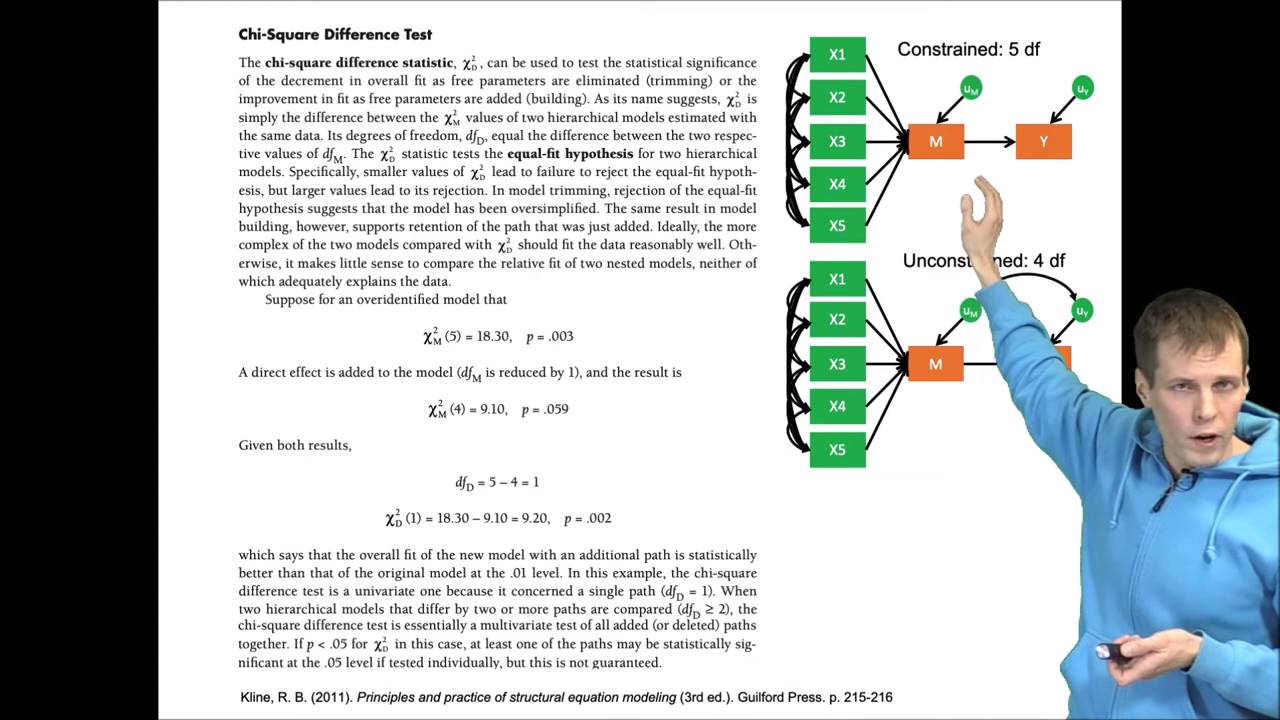 Chi-Square Difference Test
The chi-square difference statistic, χ²D, can be used to test the statistical significance
of the decrement in overall fit as free parameters are eliminated (trimming) or the
improvement in fit as free parameters are added (building). As its name suggests, χ²D is
simply the difference between the χ²M values of two hierarchical models estimated with
the same data. Its degrees of freedom, dfD, equal the difference between the two respec-
tive values of dfM. The χ²D statistic tests the equal-fit hypothesis for two hierarchical
models. Specifically, smaller values of χ²D lead to failure to reject the equal-fit hypoth-
esis, but larger values lead to its rejection. In model trimming, rejection of the equal-fit
hypothesis suggests that the model has been oversimplified. The same result in model
building, however, supports retention of the path that was just added. Ideally, the more
complex of the two models compared with χ²D should fit the data reasonably well. Oth-
erwise, it makes little sense to compare the relative fit of two nested models, neither of
which adequately explains the data.
Suppose for an overidentified model that
χ²M (5) = 18.30, p = .003
A direct effect is added to the model (dfM is reduced by 1), and the result is
χ²M (4) = 9.10, p = .059
Given both results,
dfD = 5 – 4 = 1
χ²D (1) = 18.30 – 9.10 = 9.20, p = .002
which says that the overall fit of the new model with an additional path is statistically
better than that of the original model at the .01 level. In this example, the chi-square
difference test is a univariate one because it concerned a single path (dfD = 1). When
two hierarchical models that differ by two or more paths are compared (dfD ≥ 2), the
chi-square difference test is essentially a multivariate test of all added (or deleted) paths
together. If p < .05 for χ²D in this case, at least one of the paths may be statistically sig-
nificant at the .05 level if tested individually, but this is not guaranteed.
Kline, R. B. (2011). Principles and practice of structural equation modeling (3rd ed.). Guilford Press. p. 215-216
Constrained: 5 df
X1
X2
X3
X4
X5
uM
uY
M
Y
df
X1
X2
X3
X4
X5
uM
uY
M